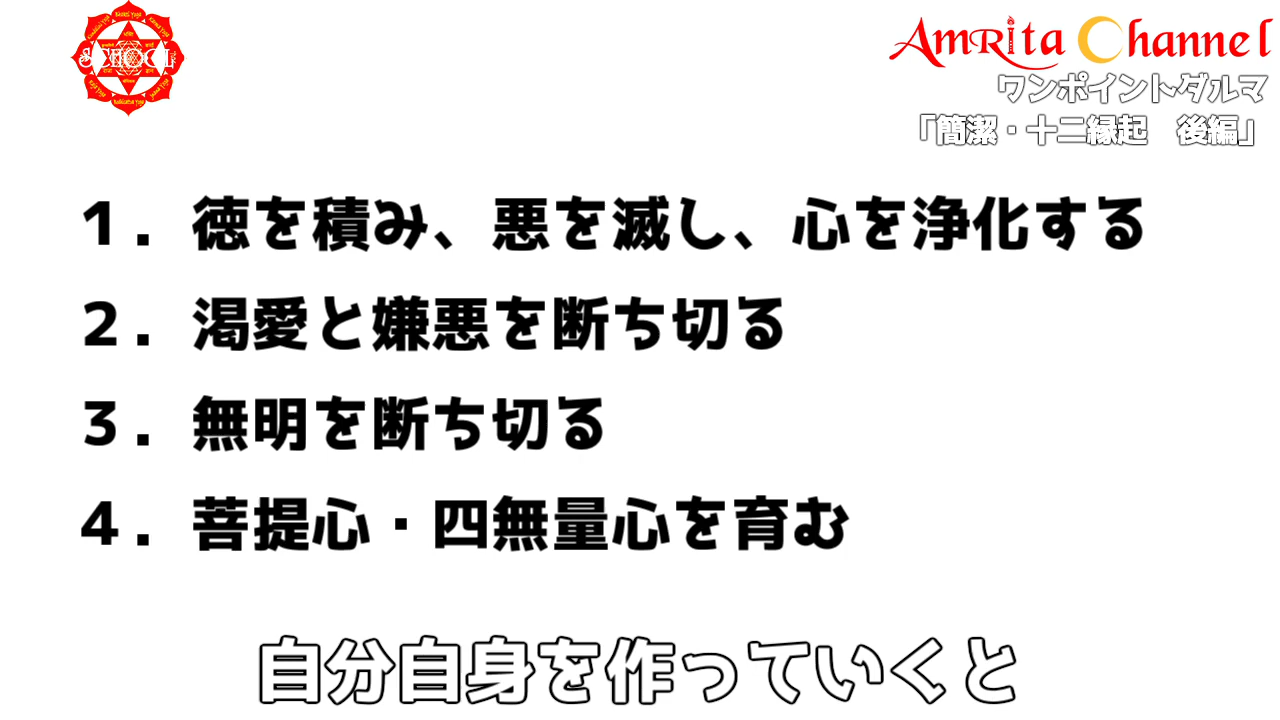 SCHOOL
Amrita Channel
ワンポイントダルマ
「簡潔・十二縁起　後編」
１．徳を積み、悪を滅し、心を浄化する
２．渇愛と嫌悪を断ち切る
３．無明を断ち切る
４．菩提心・四無量心を育む
自分自身を作っていくと